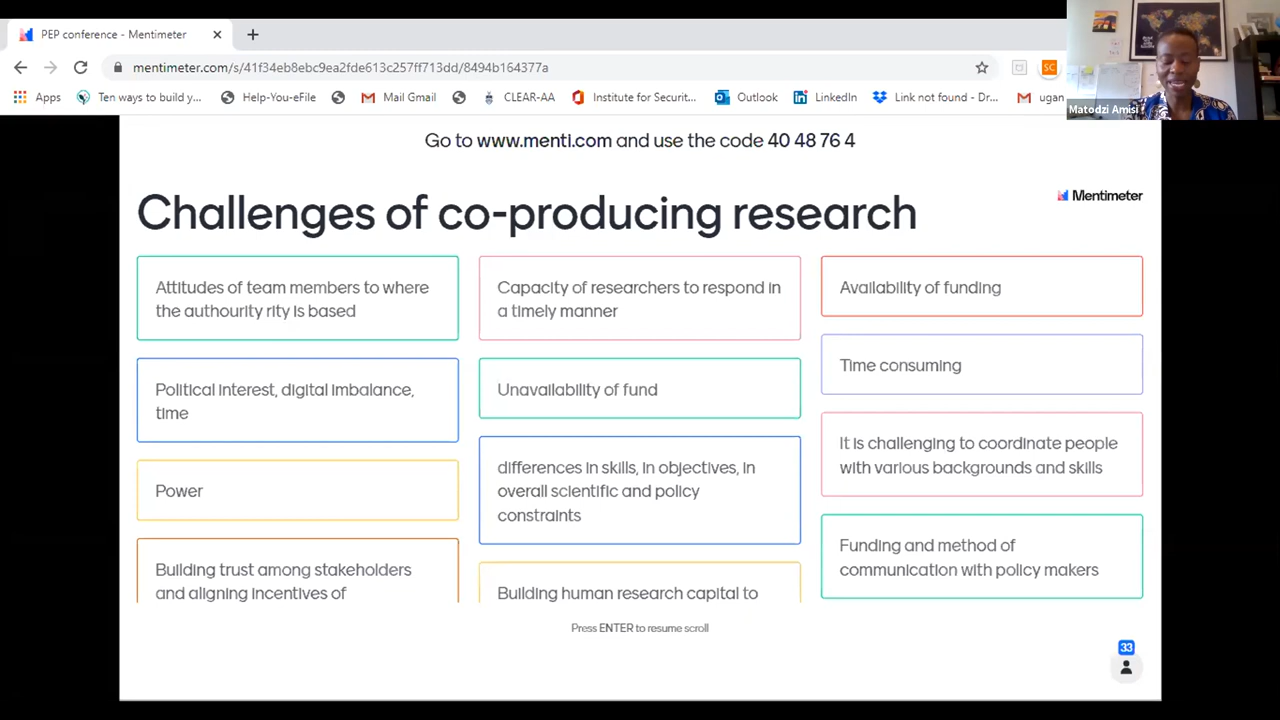 PEP conference - Mentimeter
mentimeter.com/s/41f34eb8ebc9ea2fde613c257ff713dd/8494b164377a
SC
Apps
Ten ways to build y...
Help-You-eFile
Mail Gmail
CLEAR-AA
Institute for Securit...
Outlook
LinkedIn
Link not found - Dr...
ugan
Matodzi Amisi
Go to www.menti.com and use the code 40 48 76 4
Mentimeter
Challenges of co-producing research
Attitudes of team members to where
the authourity rity is based
Political interest, digital imbalance,
time
Power
Building trust among stakeholders
and aligning incentives of
Capacity of researchers to respond in
a timely manner
Unavailability of fund
differences in skills, in objectives, in
overall scientific and policy
constraints
Building human research capital to
Availability of funding
Time consuming
It is challenging to coordinate people
with various backgrounds and skills
Funding and method of
communication with policy makers
Press ENTER to resume scroll
33